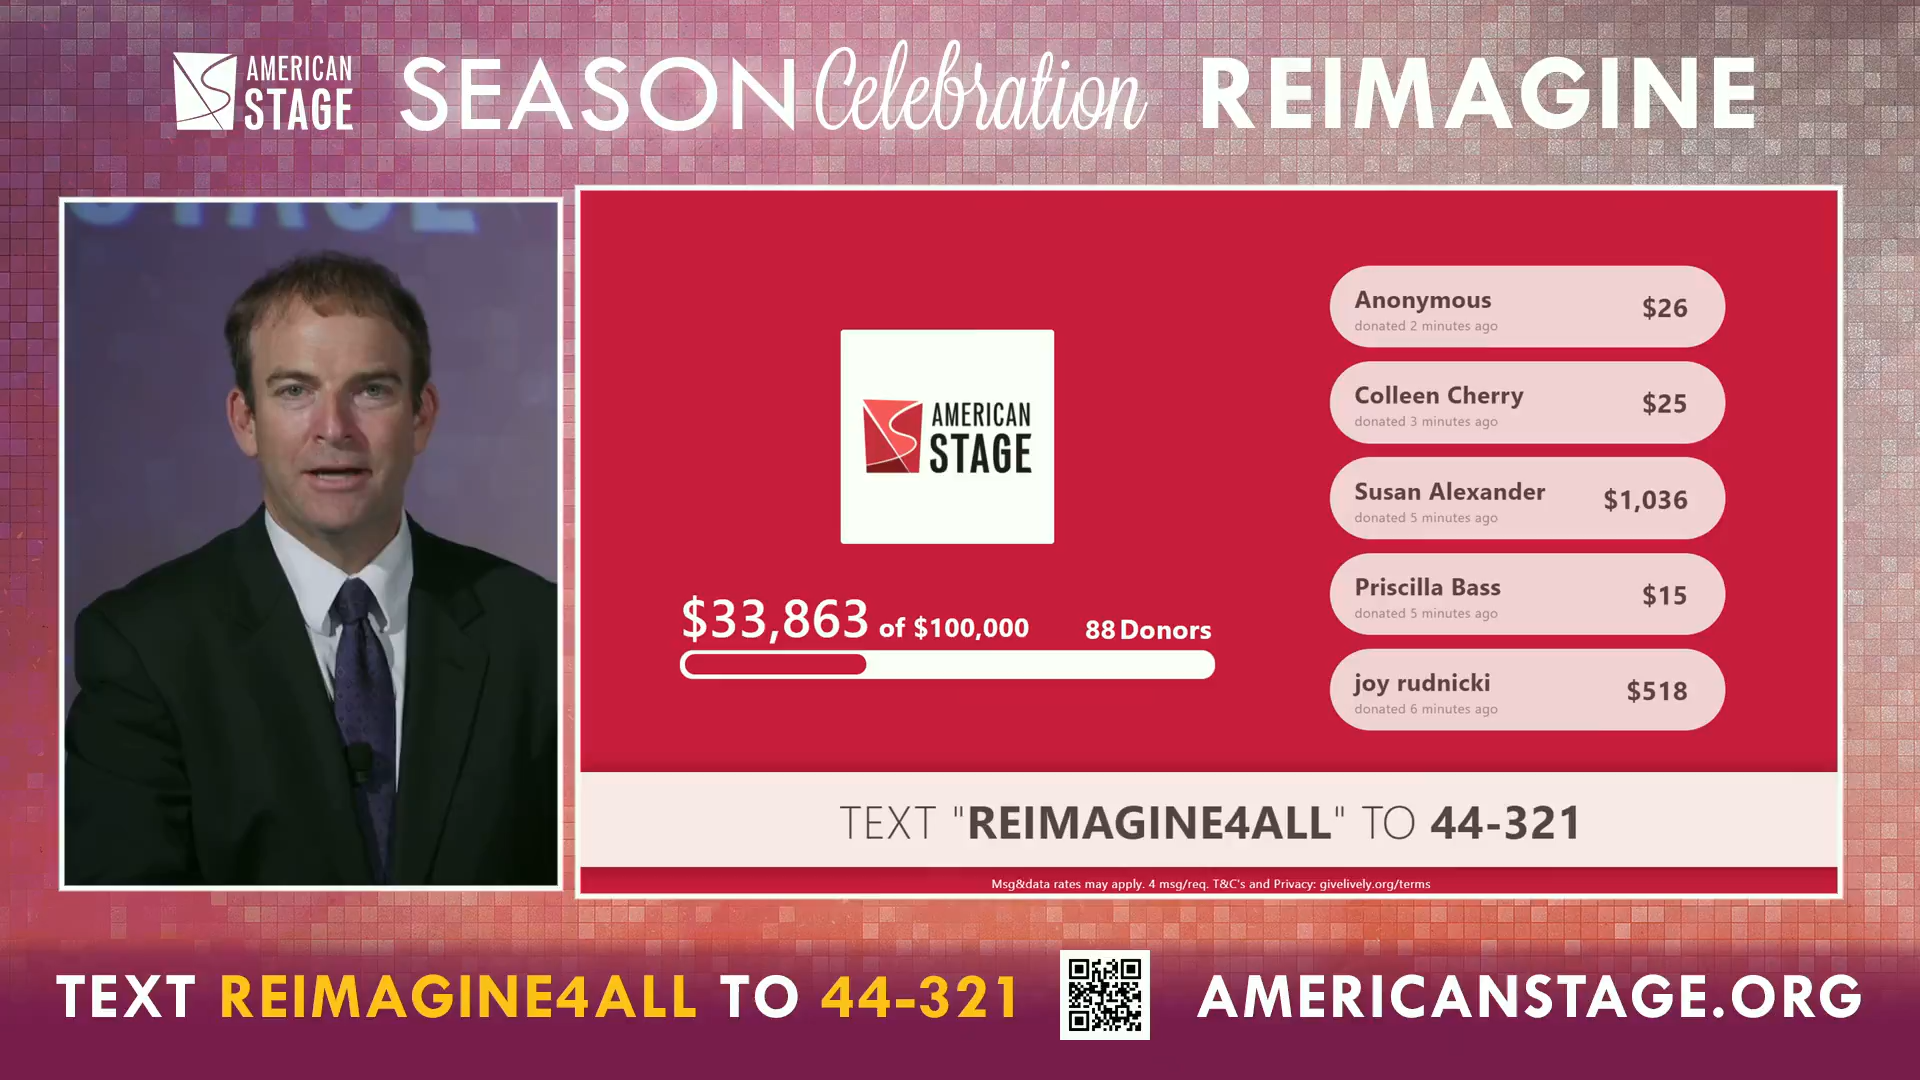 AMERICAN
STAGE
SEASON Celebration REIMAGINE
STAGE
AMERICAN
STAGE
$33,863 of $100,000 88 Donors
Anonymous $26
donated 2 minutes ago
Colleen Cherry $25
donated 3 minutes ago
Susan Alexander $1,036
donated 5 minutes ago
Priscilla Bass $15
donated 5 minutes ago
joy rudnicki $518
donated 6 minutes ago
TEXT "REIMAGINE4ALL" TO 44-321
Msg&data rates may apply. 4 msg/req. T&C's and Privacy: givelively.org/terms
TEXT REIMAGINE4ALL TO 44-321
AMERICANSTAGE.ORG